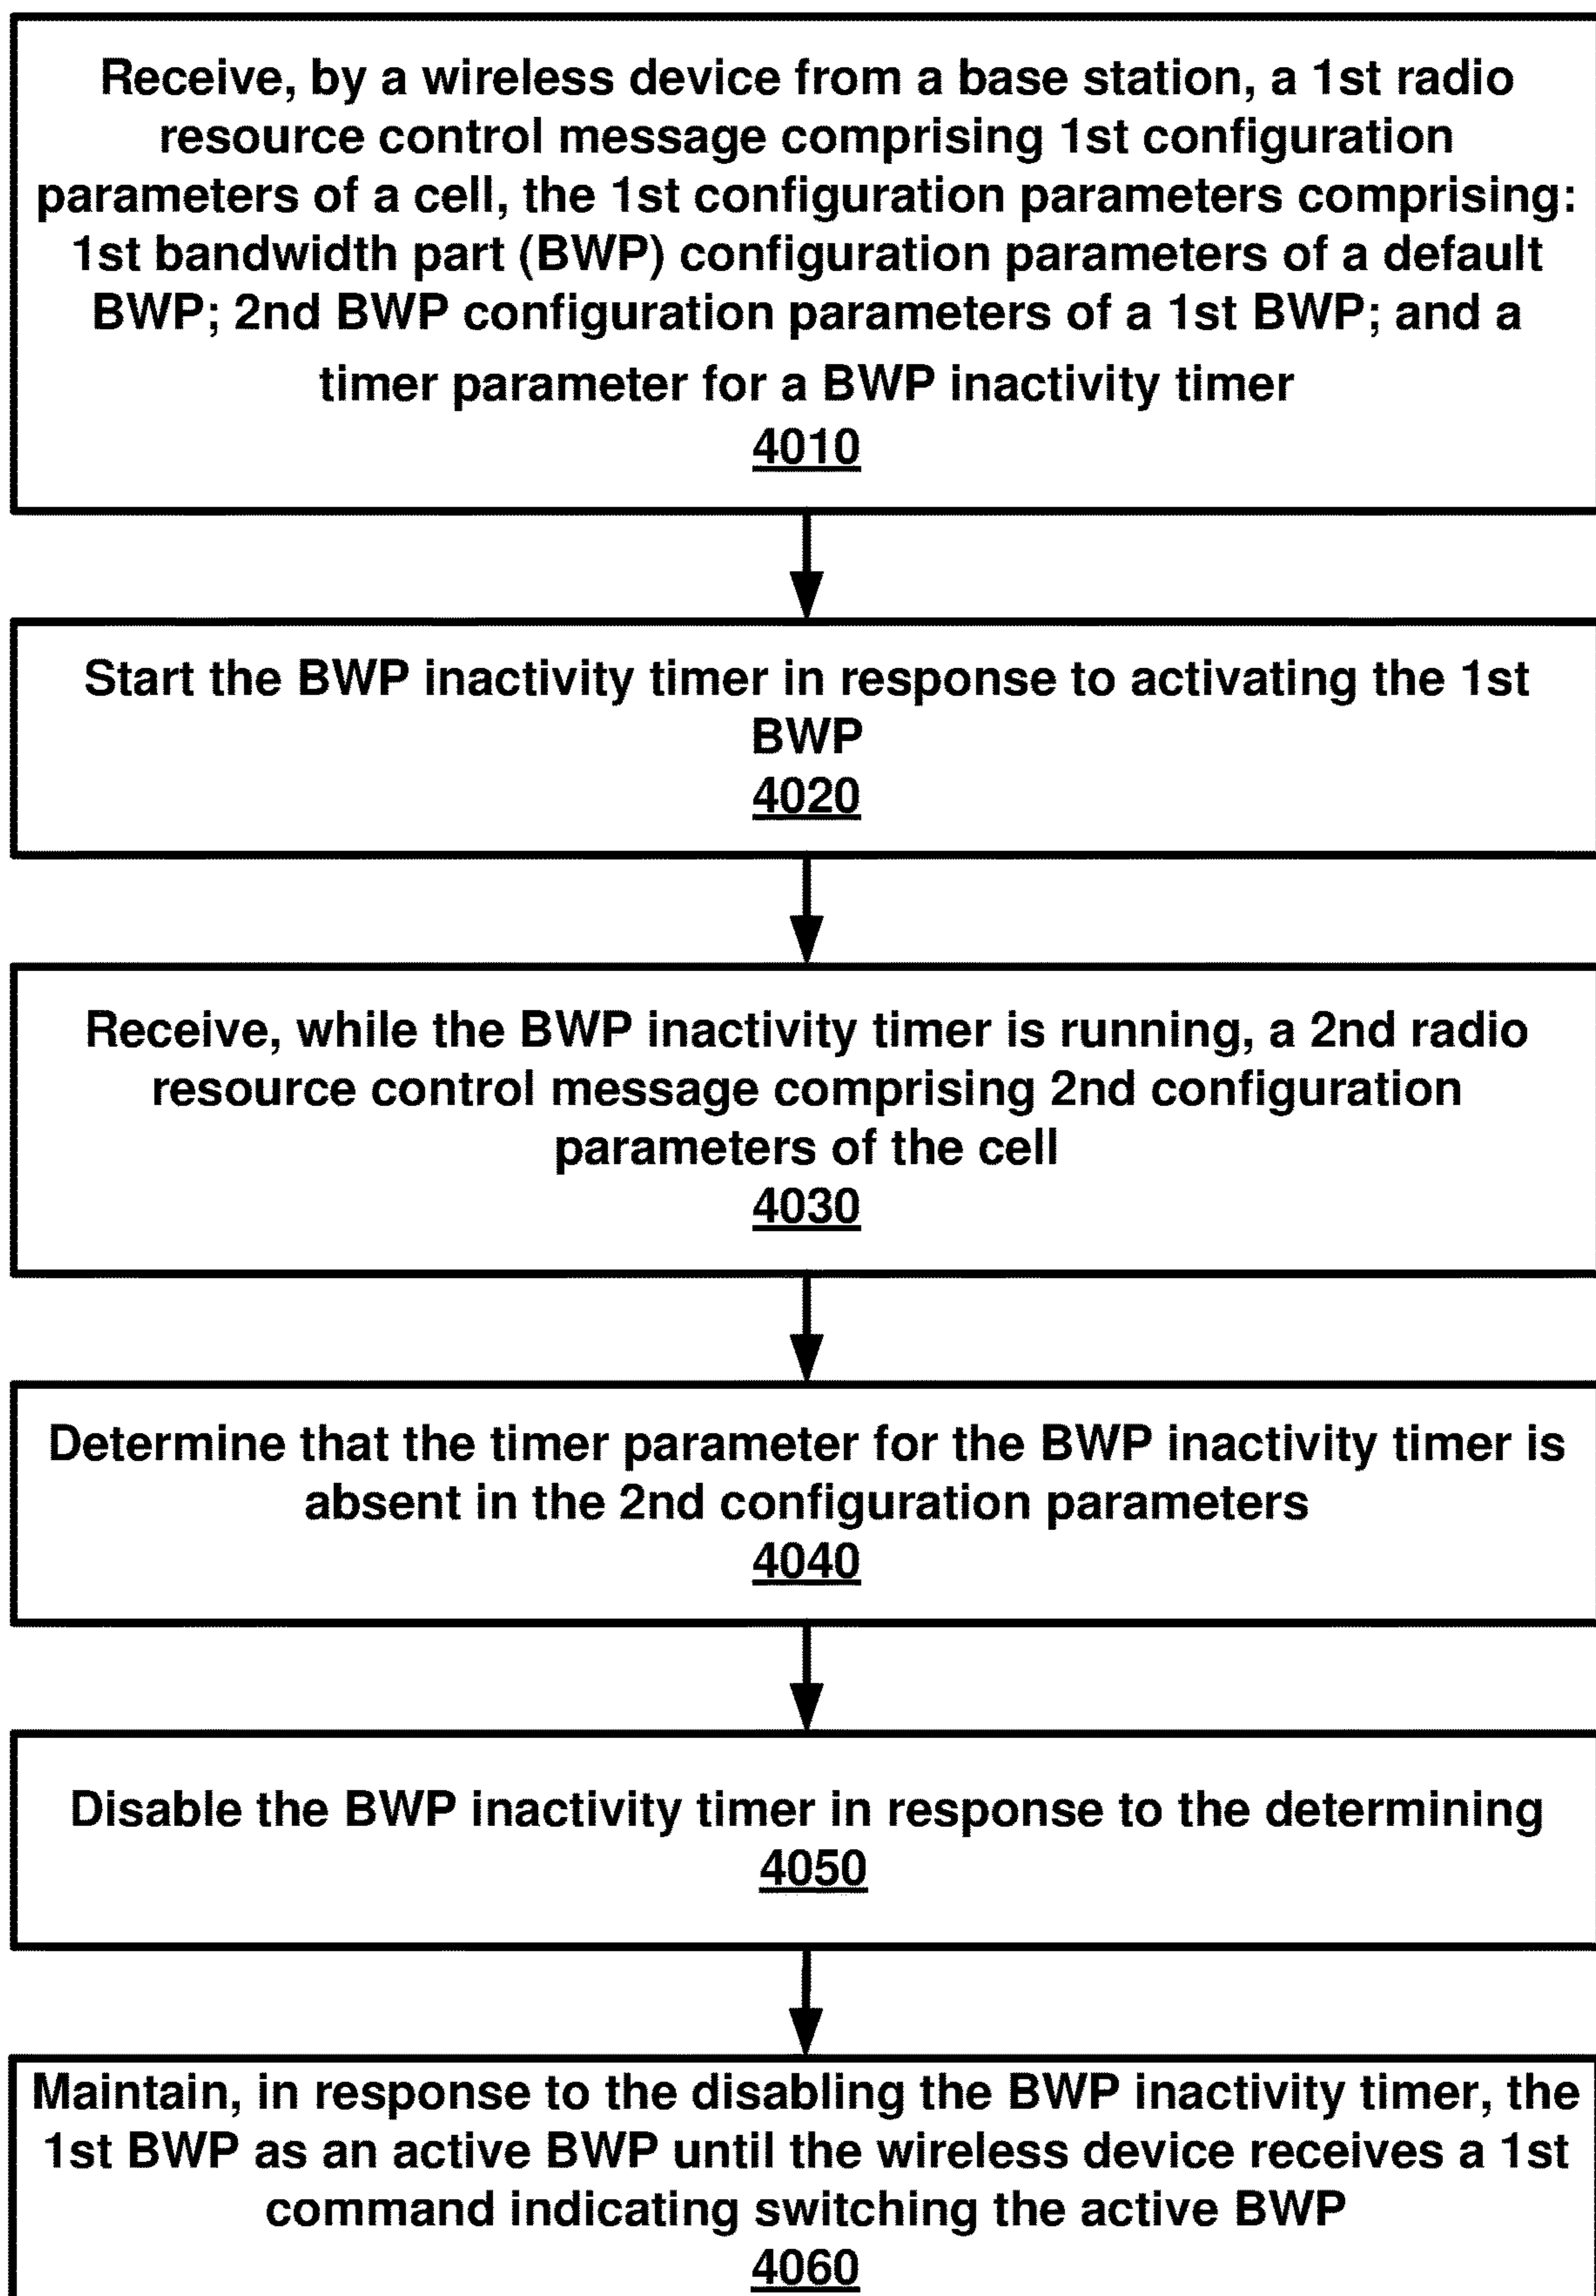 Receive, by a wireless device from a base station, a 1st radio
resource control message comprising 1st configuration
parameters of a cell, the 1st configuration parameters comprising:
1st bandwidth part (BWP) configuration parameters of a default
BWP; 2nd BWP configuration parameters of a 1st BWP; and a
timer parameter for a BWP inactivity timer
4010
Start the BWP inactivity timer in response to activating the 1st
BWP
4020
Receive, while the BWP inactivity timer is running, a 2nd radio
resource control message comprising 2nd configuration
parameters of the cell
4030
Determine that the timer parameter for the BWP inactivity timer is
absent in the 2nd configuration parameters
4040
Disable the BWP inactivity timer in response to the determining
4050
Maintain, in response to the disabling the BWP inactivity timer, the
1st BWP as an active BWP until the wireless device receives a 1st
command indicating switching the active BWP
4060